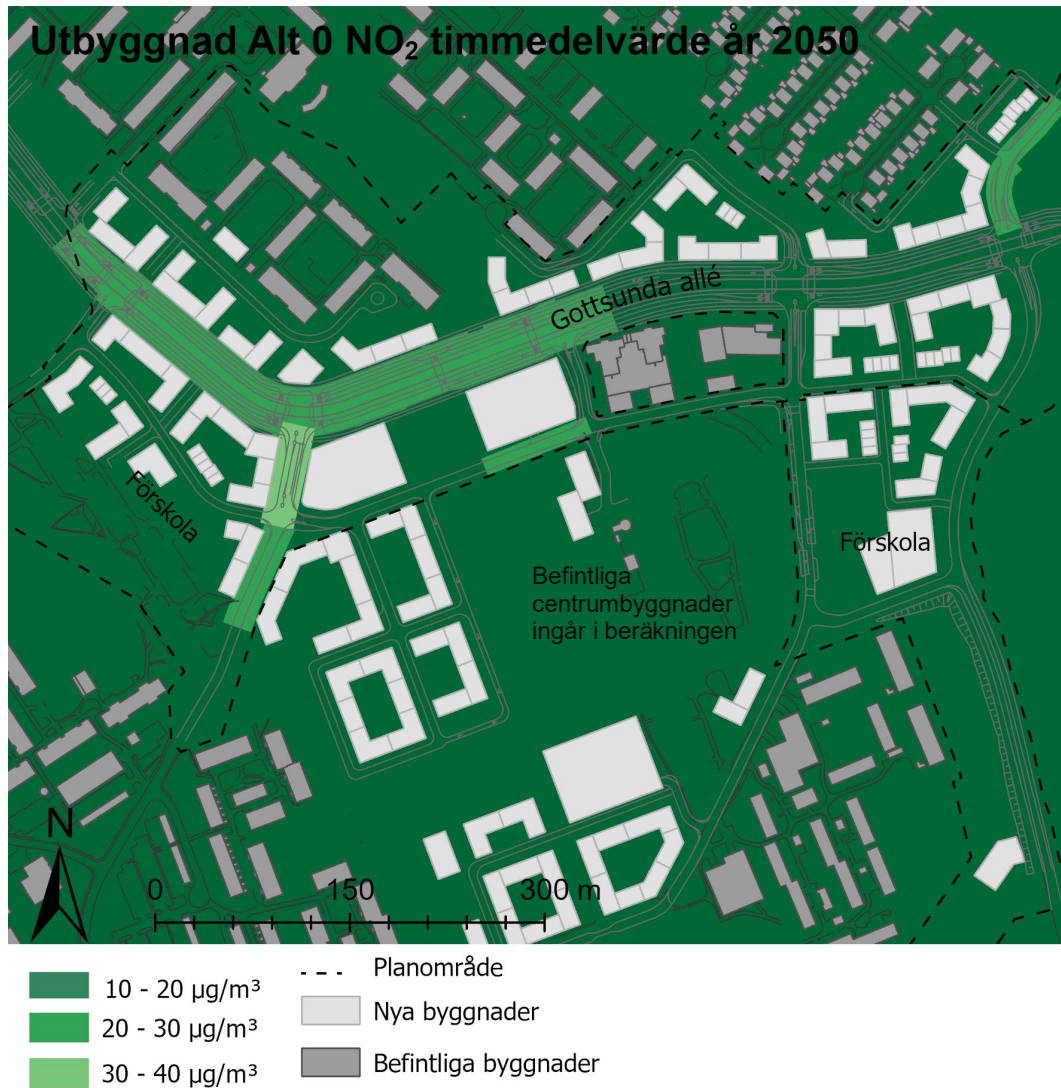 Utbyggnad Alt 0 NO₂ timmedelvärde år 2050
Gottsunda allé
Förskola
Förskola
Befintliga
centrumbyggnader
ingår i beräkningen
N
0 150 300 m
10 - 20 µg/m³
20 - 30 µg/m³
30 - 40 µg/m³
Planområde
Nya byggnader
Befintliga byggnader